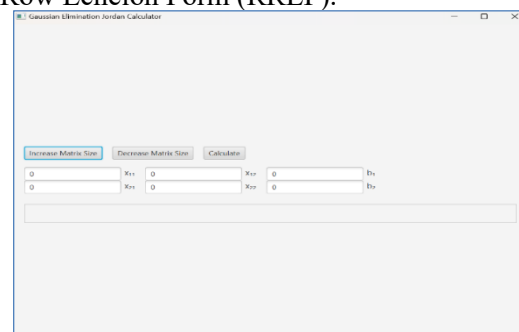 Row Echelon Form (RREF).
Gaussian Elimination Jordan Calculator
Increase Matrix Size Decrease Matrix Size Calculate
0 x₁₁ 0 x₁₂ 0 b₁
0 x₂₁ 0 x₂₂ 0 b₂